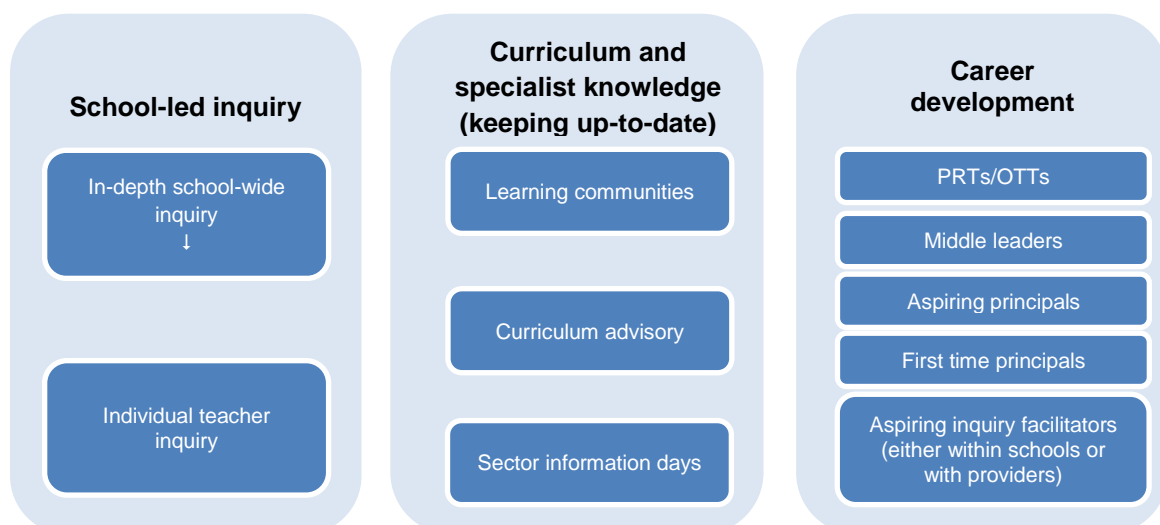 School-led inquiry
In-depth school-wide
inquiry
↓
Individual teacher
inquiry
Curriculum and
specialist knowledge
(keeping up-to-date)
Learning communities
Curriculum advisory
Sector information days
Career
development
PRTs/OTTs
Middle leaders
Aspiring principals
First time principals
Aspiring inquiry facilitators
(either within schools or
with providers)